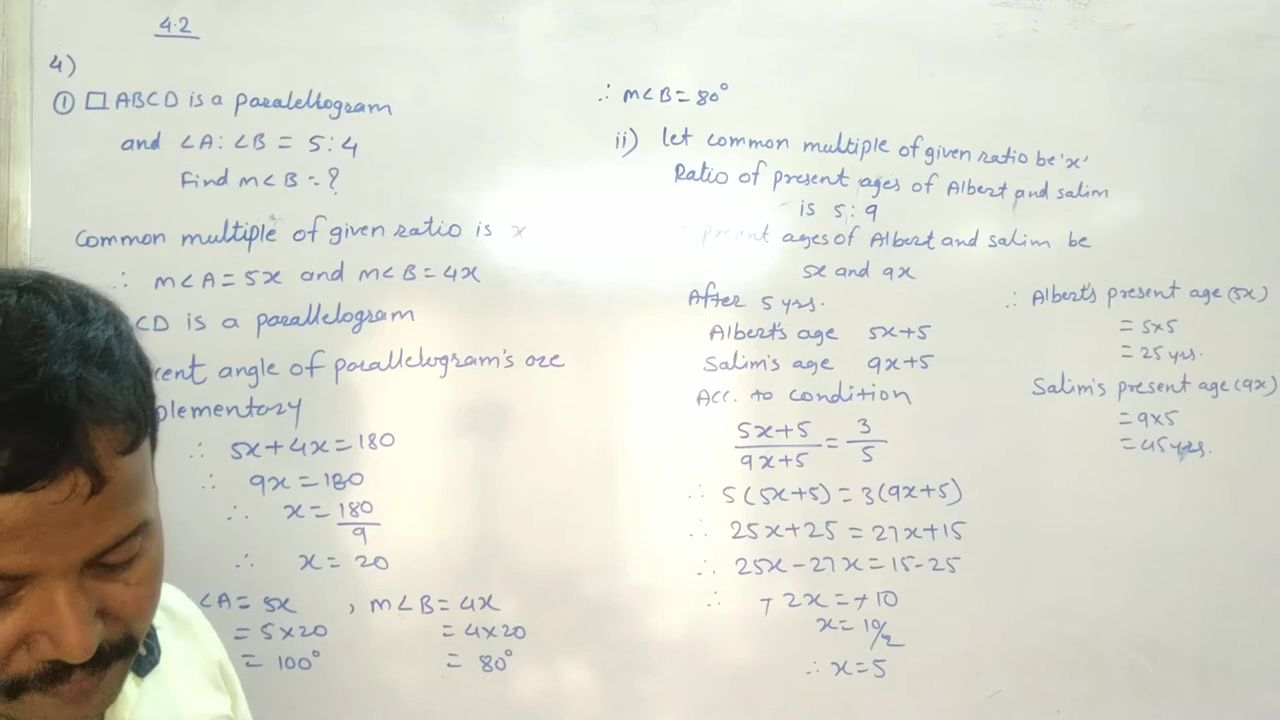 4.2
4)
① □ ABCD is a paralellogram
and ∠A : ∠B = 5 : 4
Find m∠B = ?
Common multiple of given ratio is x
∴ m∠A = 5x and m∠B = 4x
CD is a parallelogram
cent angle of parallelogram's are
plementary
∴ 5x + 4x = 180
∴ 9x = 180
∴ x = 180/9
∴ x = 20
∠A = 5x , m∠B = 4x
= 5 × 20 = 4 × 20
= 100° = 80°
∴ m∠B = 80°
ii) let common multiple of given ratio be 'x'
Ratio of present ages of Albert and salim
is 5 : 9
present ages of Albert and salim be
5x and 9x
After 5 yrs.
Albert's age 5x+5
Salim's age 9x+5
Acc. to condition
5x+5/9x+5 = 3/5
∴ 5(5x+5) = 3(9x+5)
∴ 25x+25 = 27x+15
∴ 25x-27x = 15-25
∴ + 2x = +10
x = 10/2
∴ x = 5
∴ Albert's present age (5x)
= 5×5
= 25 yrs.
Salim's present age (9x)
= 9×5
= 45 yrs.